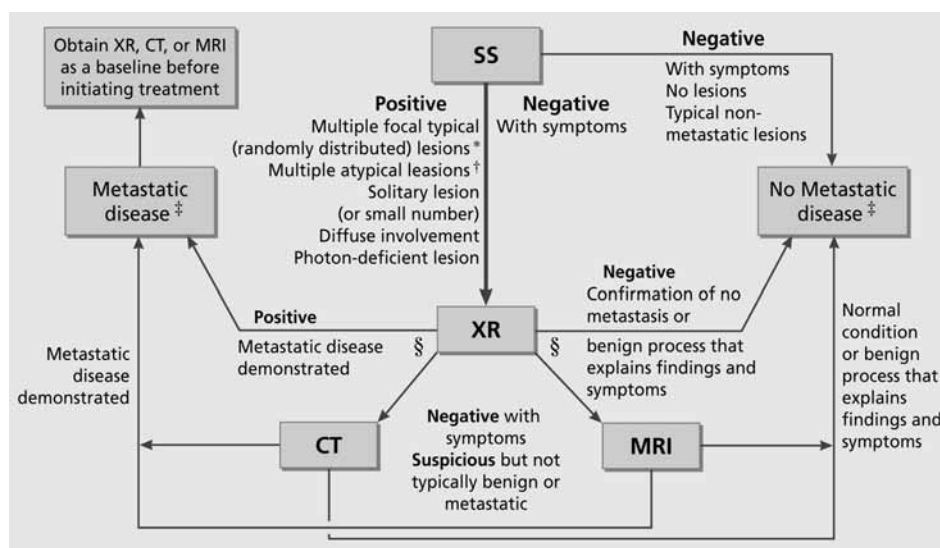 Obtain XR, CT, or MRI
as a baseline before
initiating treatment
SS
Negative
With symptoms
No lesions
Typical non-
metastatic lesions
Positive
Multiple focal typical
(randomly distributed) lesions *
Multiple atypical leasions †
Solitary lesion
(or small number)
Diffuse involvement
Photon-deficient lesion
Negative
With symptoms
Metastatic
disease ‡
No Metastatic
disease ‡
Positive
Metastatic disease
demonstrated
§
XR
§
Negative
Confirmation of no
metastasis or
benign process that
explains findings and
symptoms
Normal
condition
or benign
process that
explains
findings and
symptoms
Metastatic
disease
demonstrated
CT
Negative with
symptoms
Suspicious but not
typically benign or
metastatic
MRI